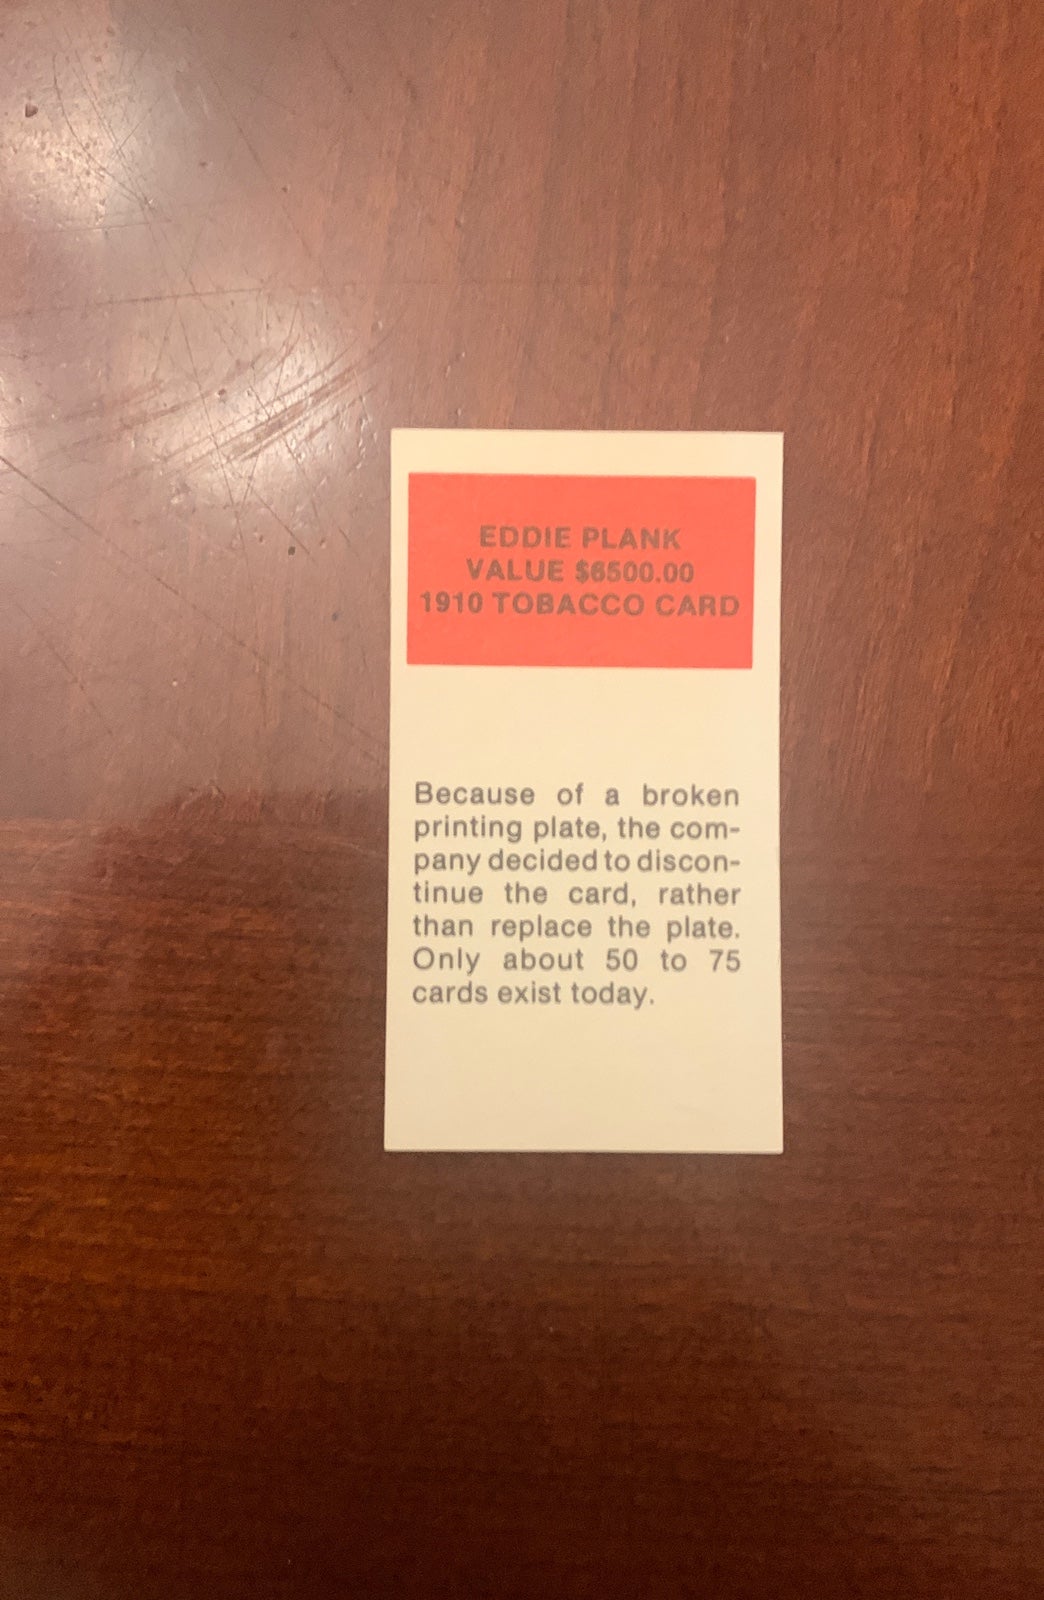 EDDIE PLANK
VALUE $6500.00
1910 TOBACCO CARD
Because of a broken
printing plate, the com-
pany decided to discon-
tinue the card, rather
than replace the plate.
Only about 50 to 75
cards exist today.